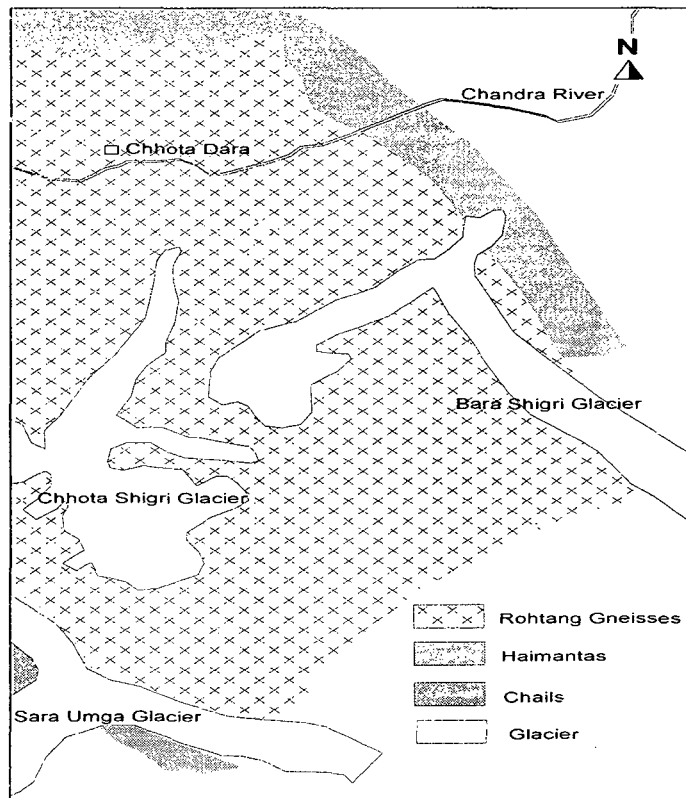 N
Chandra River
Chhota Dara
Bara Shigri Glacier
Chhota Shigri Glacier
Rohtang Gneisses
Haimantas
Chails
Sara Umga Glacier
Glacier